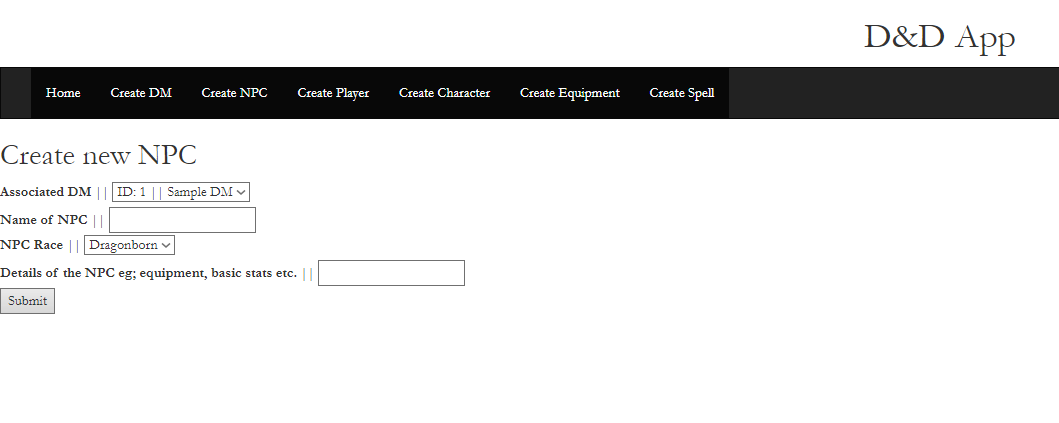 D&D App
Home Create DM Create NPC Create Player Create Character Create Equipment Create Spell
Create new NPC
Associated DM || ID: 1 || Sample DM
Name of NPC ||
NPC Race || Dragonborn
Details of the NPC eg; equipment, basic stats etc. ||
Submit